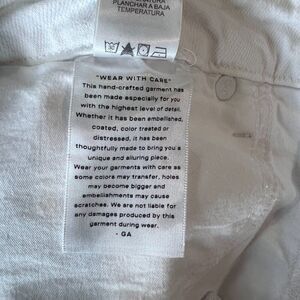 PLANCHAR A BAJA
TEMPERATURA
"WEAR WITH CARE"
This hand-crafted garment has
been made especially for you
with the highest level of detail.
Whether it has been embellished,
coated, color treated or
distressed, it has been
thoughtfully made to bring you a
unique and alluring piece.
Wear your garments with care as
some colors may transfer, holes
may become bigger and
embellishments may cause
scratches. We are not liable for
any damages produced by this
garment during wear.
- GA